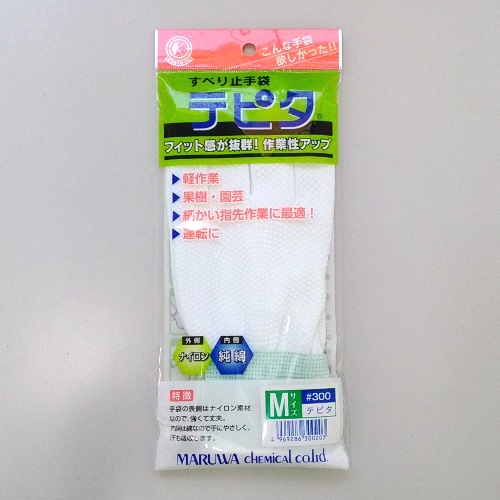 こんな手袋
欲しかった!!
すべり止手袋
テピタ®
フィット感が抜群!作業性アップ
軽作業
果樹・園芸
細かい指先作業に最適!
運転に
外側
ナイロン
内側
純綿
特徴
手袋の表側はナイロン素材
なので、強くて丈夫。
内側は綿なので手にやさしく、
汗も吸収します。
Mサイズ
#300
テピタ
4 969286 300203
MARUWA CHEMICAL CO.LTD.